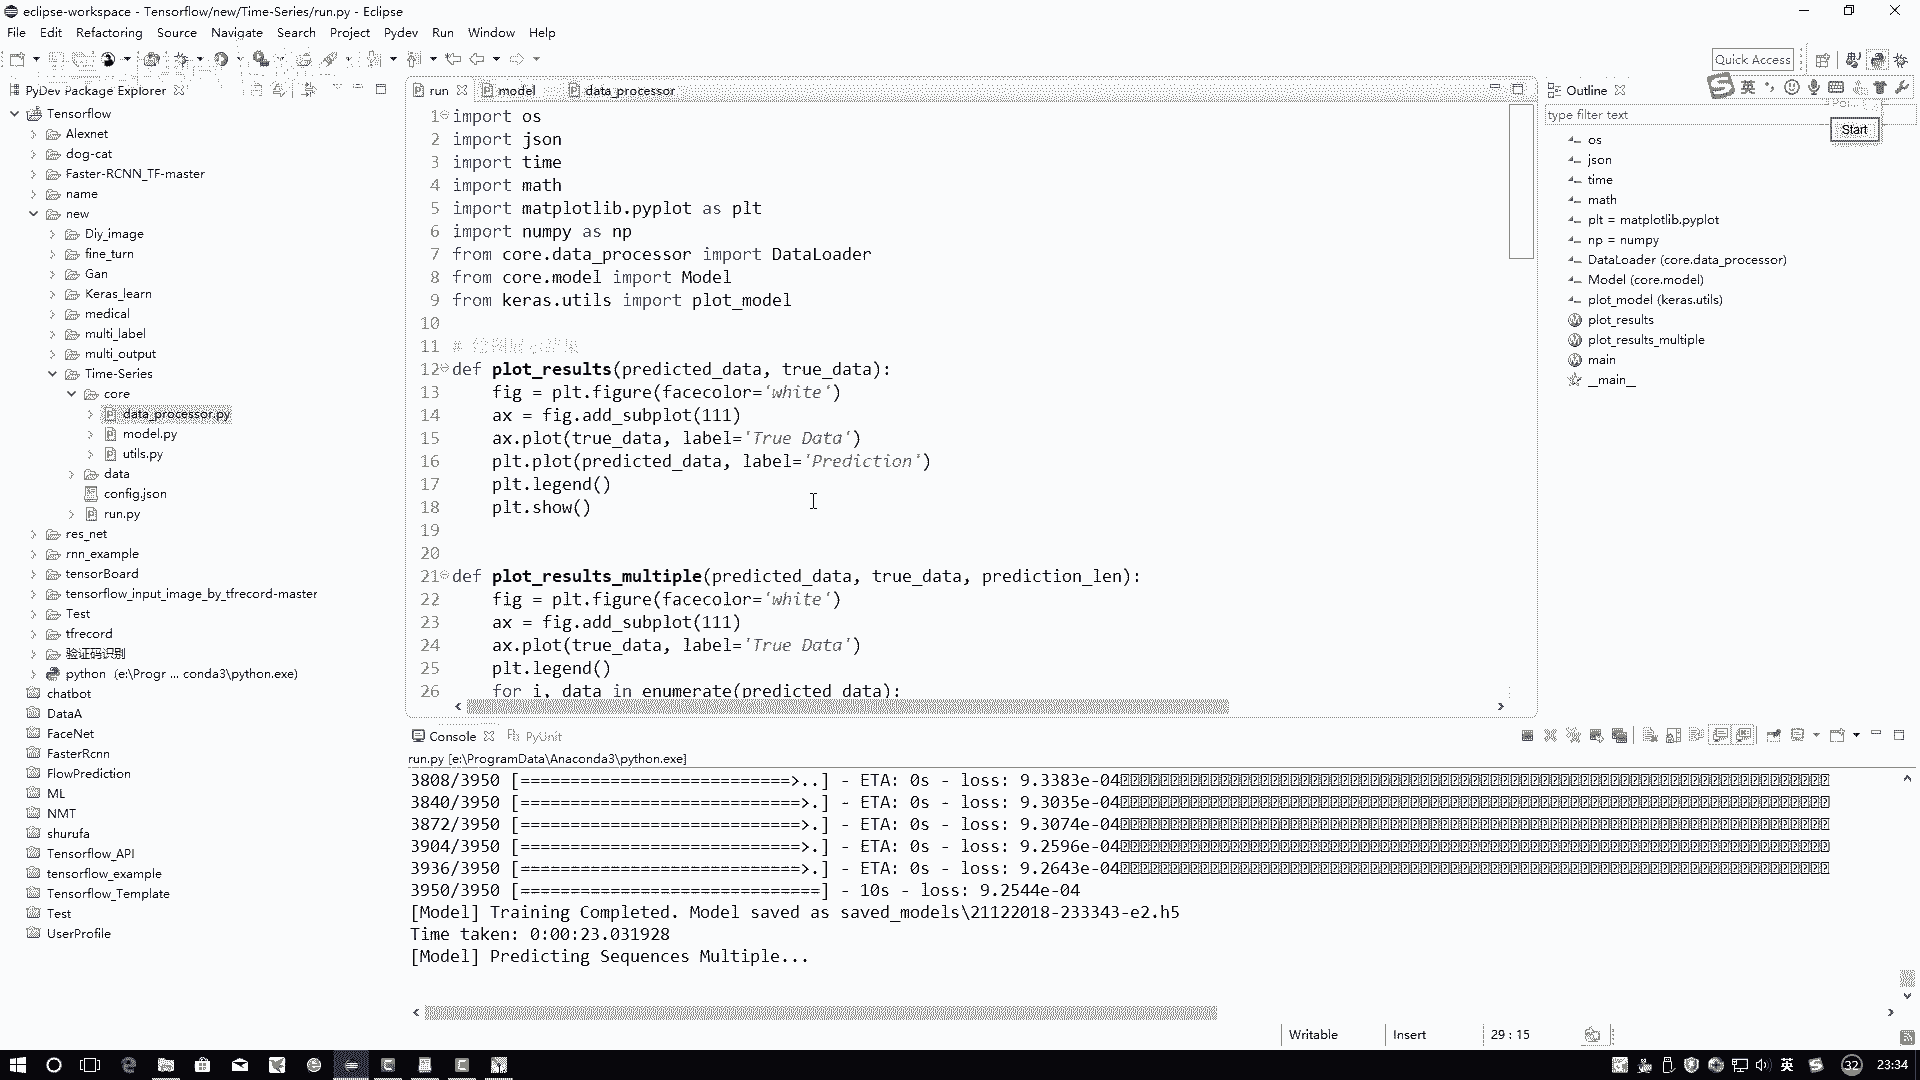 eclipse-workspace - Tensorflow/new/Time-Series/run.py - Eclipse
File Edit Refactoring Source Navigate Search Project Pydev Run Window Help
Quick Access
PyDev Package Explorer
Tensorflow
Alexnet
dog-cat
Faster-RCNN_TF-master
name
new
Diy_image
fine_turn
Gan
Keras_learn
medical
multi_label
multi_output
Time-Series
core
data_processor.py
model.py
utils.py
data
config.json
run.py
res_net
rnn_example
tensorBoard
tensorflow_input_image_by_tfrecord-master
Test
tfrecord
验证码识别
python (e:\Progr ... conda3\python.exe)
chatbot
DataA
FaceNet
FasterRcnn
FlowPrediction
ML
NMT
shurufa
Tensorflow_API
tensorflow_example
Tensorflow_Template
Test
UserProfile
run model data_processor
1 import os
2 import json
3 import time
4 import math
5 import matplotlib.pyplot as plt
6 import numpy as np
7 from core.data_processor import DataLoader
8 from core.model import Model
9 from keras.utils import plot_model
10
11 #
12 def plot_results(predicted_data, true_data):
13 fig = plt.figure(facecolor='white')
14 ax = fig.add_subplot(111)
15 ax.plot(true_data, label='True Data')
16 plt.plot(predicted_data, label='Prediction')
17 plt.legend()
18 plt.show()
19
20
21 def plot_results_multiple(predicted_data, true_data, prediction_len):
22 fig = plt.figure(facecolor='white')
23 ax = fig.add_subplot(111)
24 ax.plot(true_data, label='True Data')
25 plt.legend()
26 for i, data in enumerate(predicted_data):
Outline
英
type filter text
Start
os
json
time
math
plt = matplotlib.pyplot
np = numpy
DataLoader (core.data_processor)
Model (core.model)
plot_model (keras.utils)
plot_results
plot_results_multiple
main
__main__
Console PyUnit
run.py [e:\ProgramData\Anaconda3\python.exe]
3808/3950 [===========================>..] - ETA: 0s - loss: 9.3383e-04
3840/3950 [============================>.] - ETA: 0s - loss: 9.3035e-04
3872/3950 [============================>.] - ETA: 0s - loss: 9.3074e-04
3904/3950 [============================>.] - ETA: 0s - loss: 9.2596e-04
3936/3950 [============================>.] - ETA: 0s - loss: 9.2643e-04
3950/3950 [==============================] - 10s - loss: 9.2544e-04
[Model] Training Completed. Model saved as saved_models\21122018-233343-e2.h5
Time taken: 0:00:23.031928
[Model] Predicting Sequences Multiple...
Writable Insert 29 : 15
英 32 23:34